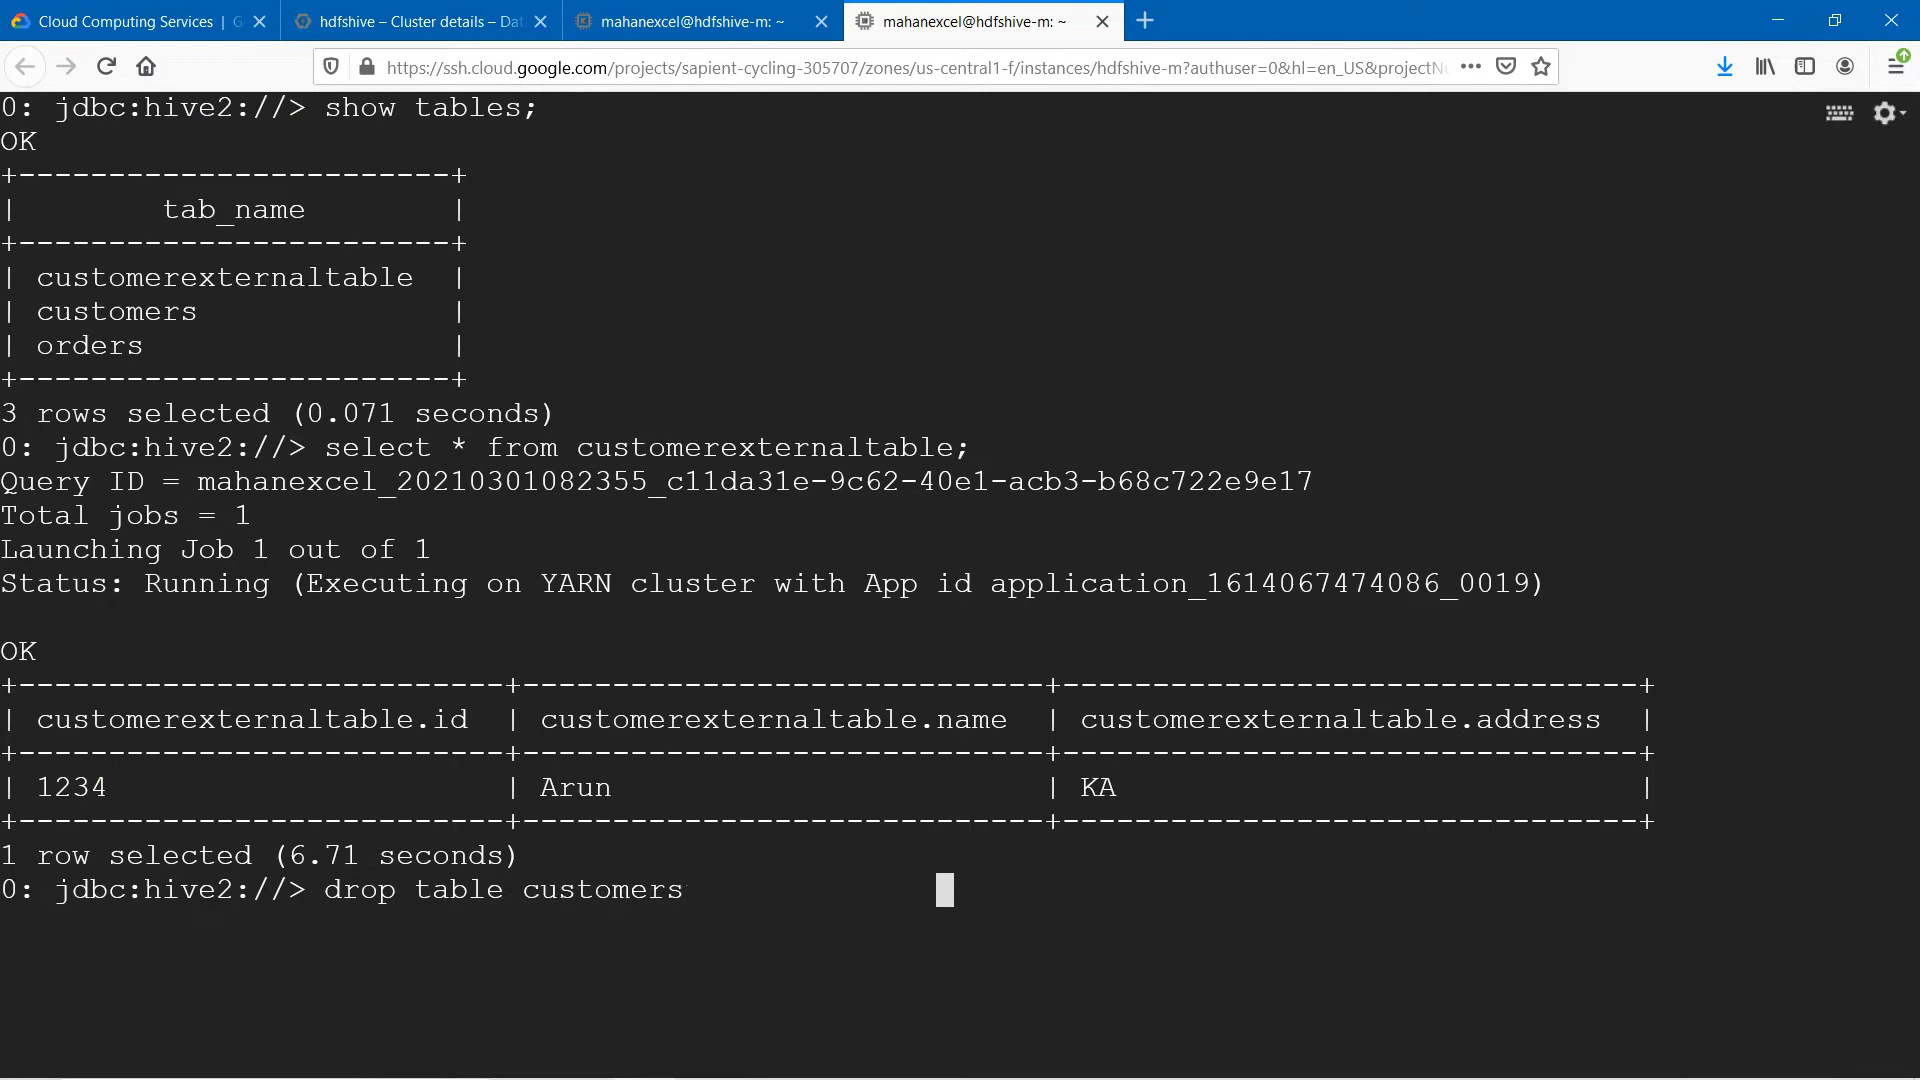 Cloud Computing Services | G
hdfshive – Cluster details – Dat
mahanexcel@hdfshive-m: ~
mahanexcel@hdfshive-m: ~
https://ssh.cloud.google.com/projects/sapient-cycling-305707/zones/us-central1-f/instances/hdfshive-m?authuser=0&hl=en_US&projectNu
0: jdbc:hive2://> show tables;
OK
+------------------------+
|        tab_name        |
+------------------------+
| customerexternaltable  |
| customers              |
| orders                 |
+------------------------+
3 rows selected (0.071 seconds)
0: jdbc:hive2://> select * from customerexternaltable;
Query ID = mahanexcel_20210301082355_c11da31e-9c62-40e1-acb3-b68c722e9e17
Total jobs = 1
Launching Job 1 out of 1
Status: Running (Executing on YARN cluster with App id application_1614067474086_0019)
OK
+---------------------------+-----------------------------+--------------------------------+
| customerexternaltable.id  | customerexternaltable.name  | customerexternaltable.address  |
+---------------------------+-----------------------------+--------------------------------+
| 1234                      | Arun                        | KA                             |
+---------------------------+-----------------------------+--------------------------------+
1 row selected (6.71 seconds)
0: jdbc:hive2://> drop table customers